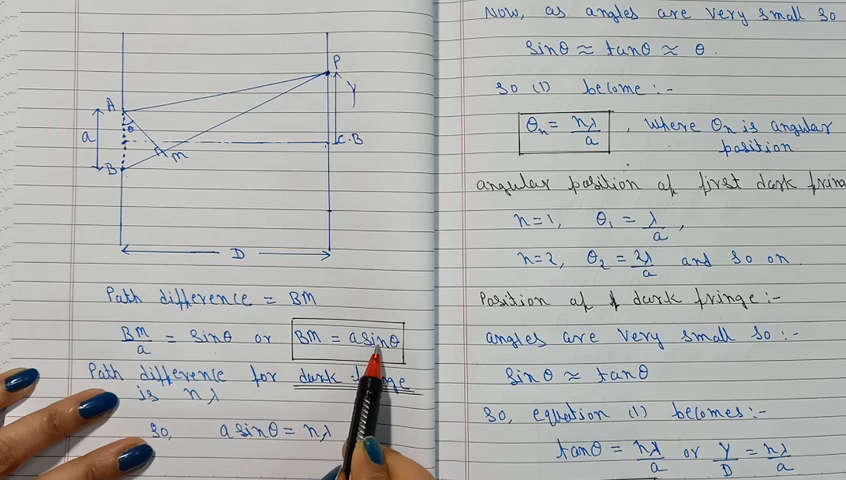 A
B
a
θ
M
P
y
C.B
D
Path difference = BM
BM/a = sinθ or BM = a sinθ
Path difference for dark fringe
is nλ
so, a sinθ = nλ
Now, as angles are very small so
sinθ ≈ tanθ ≈ θ.
so (1) become :-
θn = nλ/a , where θn is angular
position
angular position of first dark frin
n=1, θ1 = λ/a ,
n=2, θ2 = 2λ/a and so on.
Position of dark fringe :-
angles are very small so :-
sinθ ≈ tanθ
so, equation (1) becomes :-
tanθ = nλ/a or y/D = nλ/a